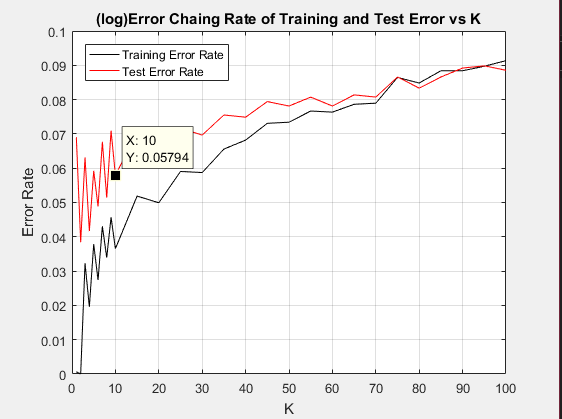 (log)Error Chaing Rate of Training and Test Error vs K
0.1
0.09
0.08
0.07
0.06
0.05
0.04
0.03
0.02
0.01
0
Error Rate
Training Error Rate
Test Error Rate
X: 10
Y: 0.05794
0 10 20 30 40 50 60 70 80 90 100
K